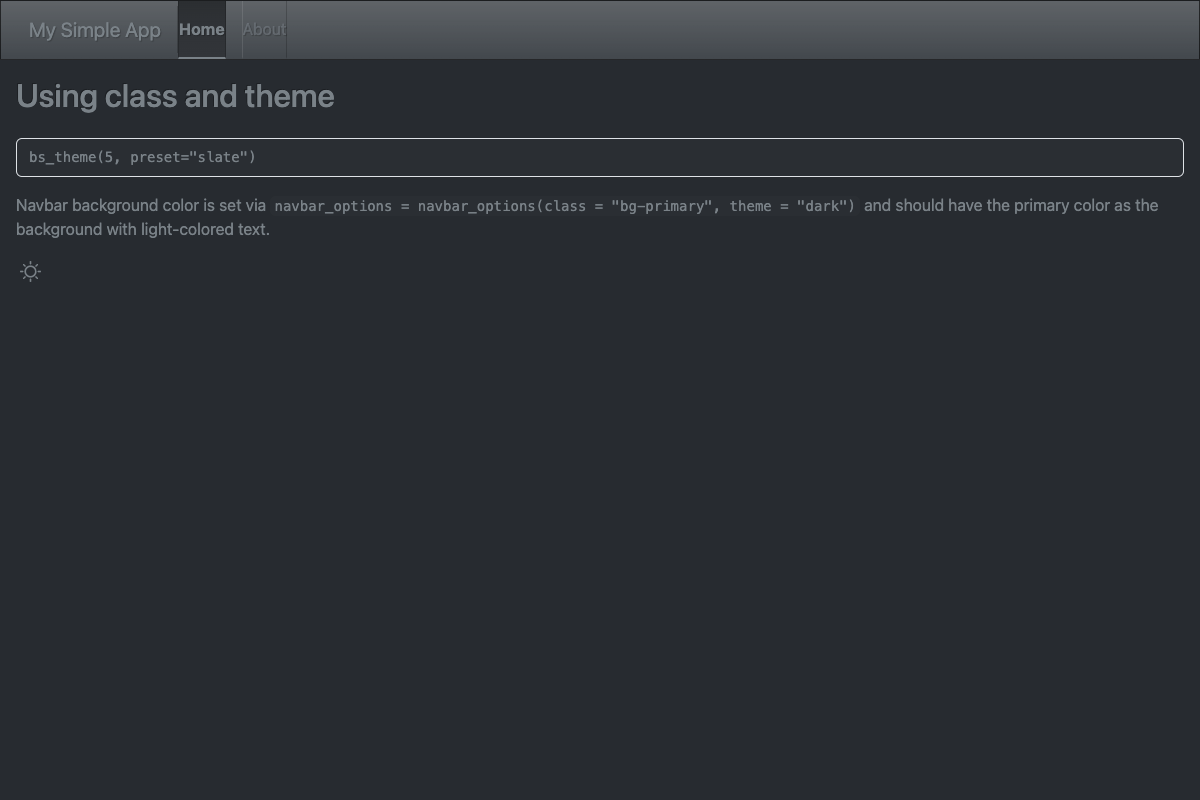 My Simple App Home About
Using class and theme
bs_theme(5, preset="slate")
Navbar background color is set via navbar_options = navbar_options(class = "bg-primary", theme = "dark") and should have the primary color as the
background with light-colored text.